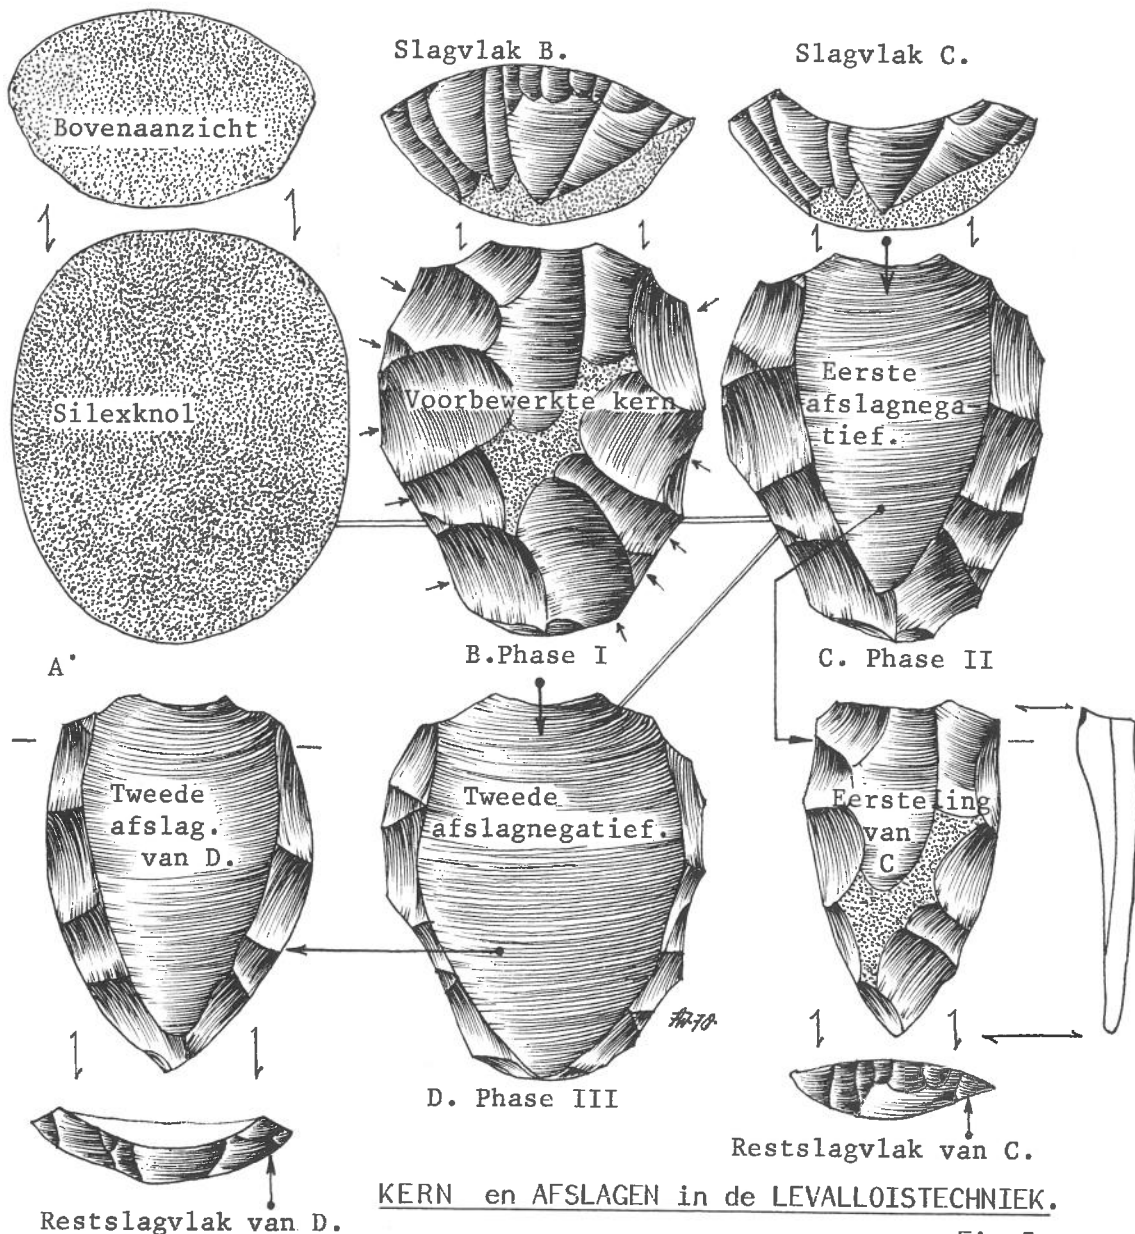 Slagvlak B.
Slagvlak C.
Bovenaanzicht
Silexknol
Voorbewerkte kern
Eerste
afslagnega-
tief.
A
B.Phase I
C. Phase II
Tweede
afslag.
van D.
Tweede
afslagnegatief.
Eersteling
van
C
D. Phase III
Restslagvlak van C.
Restslagvlak van D.
KERN en AFSLAGEN in de LEVALLOISTECHNIEK.